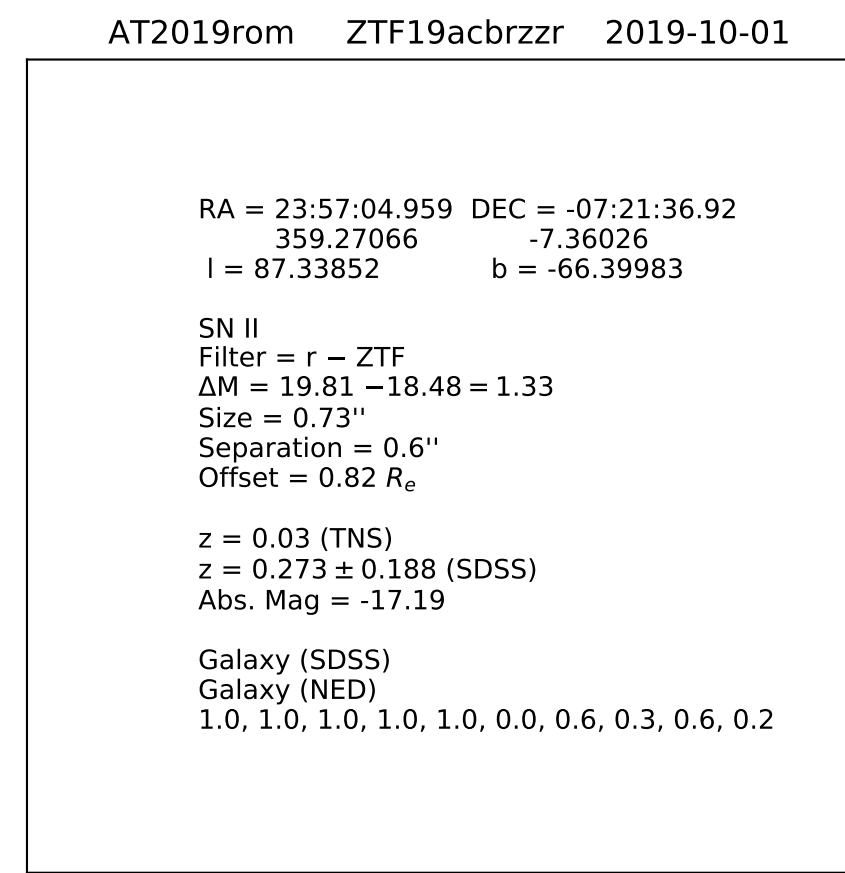 AT2019rom ZTF19acbrzzr 2019-10-01
RA = 23:57:04.959 DEC = -07:21:36.92
359.27066 -7.36026
l = 87.33852 b = -66.39983
SN II
Filter = r − ZTF
ΔM = 19.81 −18.48 = 1.33
Size = 0.73''
Separation = 0.6''
Offset = 0.82 Rₑ
z = 0.03 (TNS)
z = 0.273 ± 0.188 (SDSS)
Abs. Mag = -17.19
Galaxy (SDSS)
Galaxy (NED)
1.0, 1.0, 1.0, 1.0, 1.0, 0.0, 0.6, 0.3, 0.6, 0.2